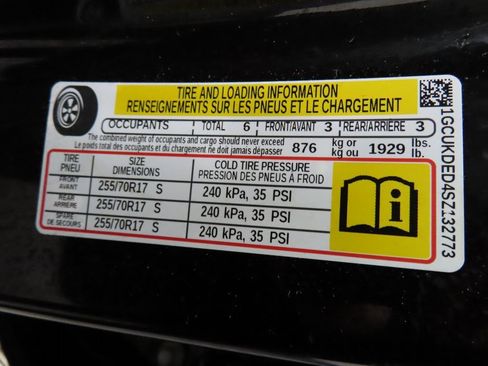 TIRE AND LOADING INFORMATION
RENSEIGNEMENTS SUR LES PNEUS ET LE CHARGEMENT
OCCUPANTS TOTAL 6 FRONT/AVANT 3 REAR/ARRIÈRE 3
The combined weight of occupants and cargo should never exceed
Le poids total des occupants et du chargement ne doit jamais dépasser
876 kg or 1929 lbs.
kg ou lb.
TIRE SIZE COLD TIRE PRESSURE
PNEU DIMENSIONS PRESSION DES PNEUS A FROID
FRONT
AVANT 255/70R17 S 240 kPa, 35 PSI
REAR
ARRIÈRE 255/70R17 S 240 kPa, 35 PSI
SPARE
DE SECOURS 255/70R17 S 240 kPa, 35 PSI
1GCUKDED4SZ132773